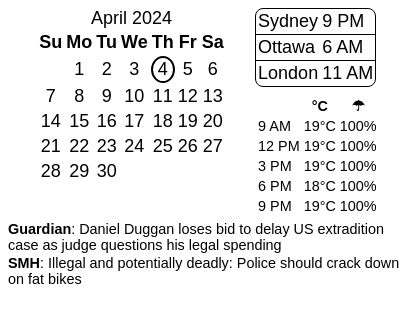 April 2024
Su Mo Tu We Th Fr Sa
1 2 3 4 5 6
7 8 9 10 11 12 13
14 15 16 17 18 19 20
21 22 23 24 25 26 27
28 29 30
Sydney 9 PM
Ottawa 6 AM
London 11 AM
°C ☂
9 AM 19°C 100%
12 PM 19°C 100%
3 PM 19°C 100%
6 PM 18°C 100%
9 PM 19°C 100%
Guardian: Daniel Duggan loses bid to delay US extradition
case as judge questions his legal spending
SMH: Illegal and potentially deadly: Police should crack down
on fat bikes